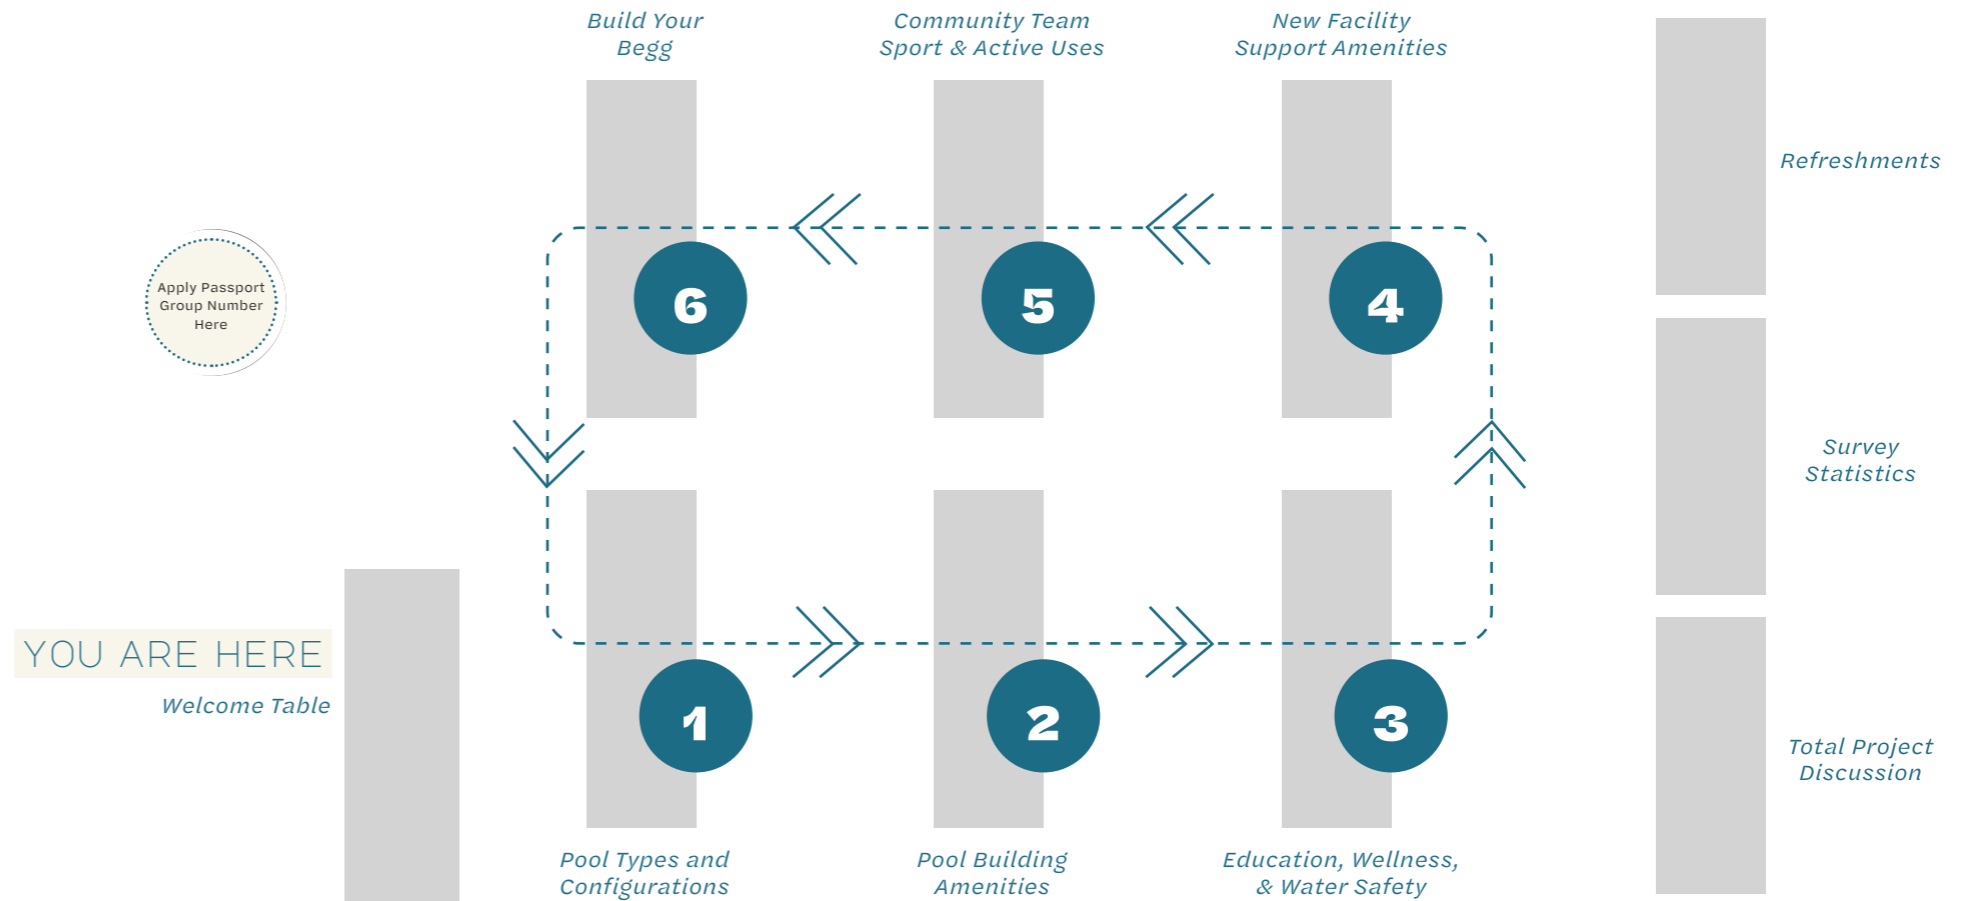 Build Your
Begg
Community Team
Sport & Active Uses
New Facility
Support Amenities
Refreshments
Apply Passport
Group Number
Here
6
5
4
Survey
Statistics
YOU ARE HERE
Welcome Table
1
2
3
Total Project
Discussion
Pool Types and
Configurations
Pool Building
Amenities
Education, Wellness,
& Water Safety